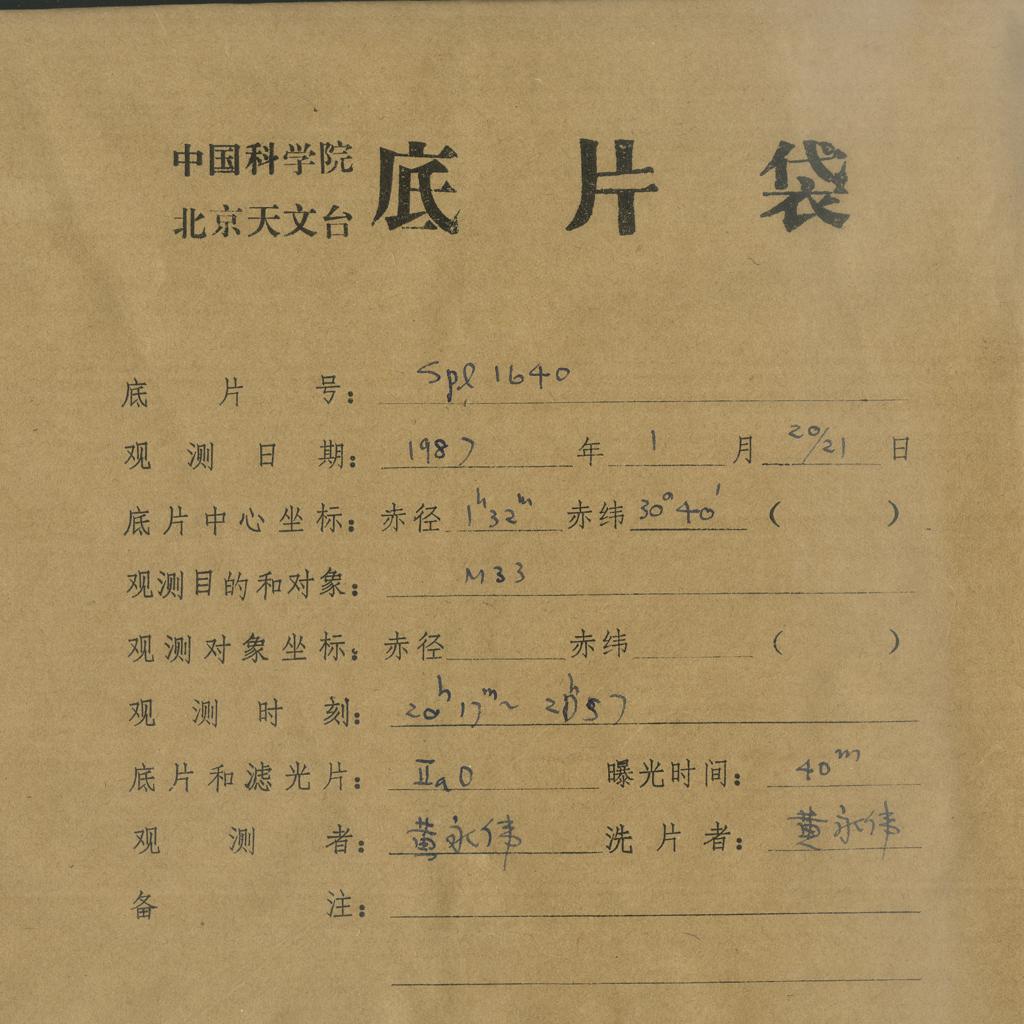 中国科学院
北京天文台
底片袋
底片号： Spl 1640
观测日期： 1987 年 1 月 20/21 日
底片中心坐标：赤径 1h32m 赤纬 30°40′ （ ）
观测目的和对象： M33
观测对象坐标：赤径 赤纬 （ ）
观测时刻： 20h17m~ 20h57
底片和滤光片： IIaO 曝光时间： 40m
观测者： 黄永伟 洗片者： 黄永伟
备注：